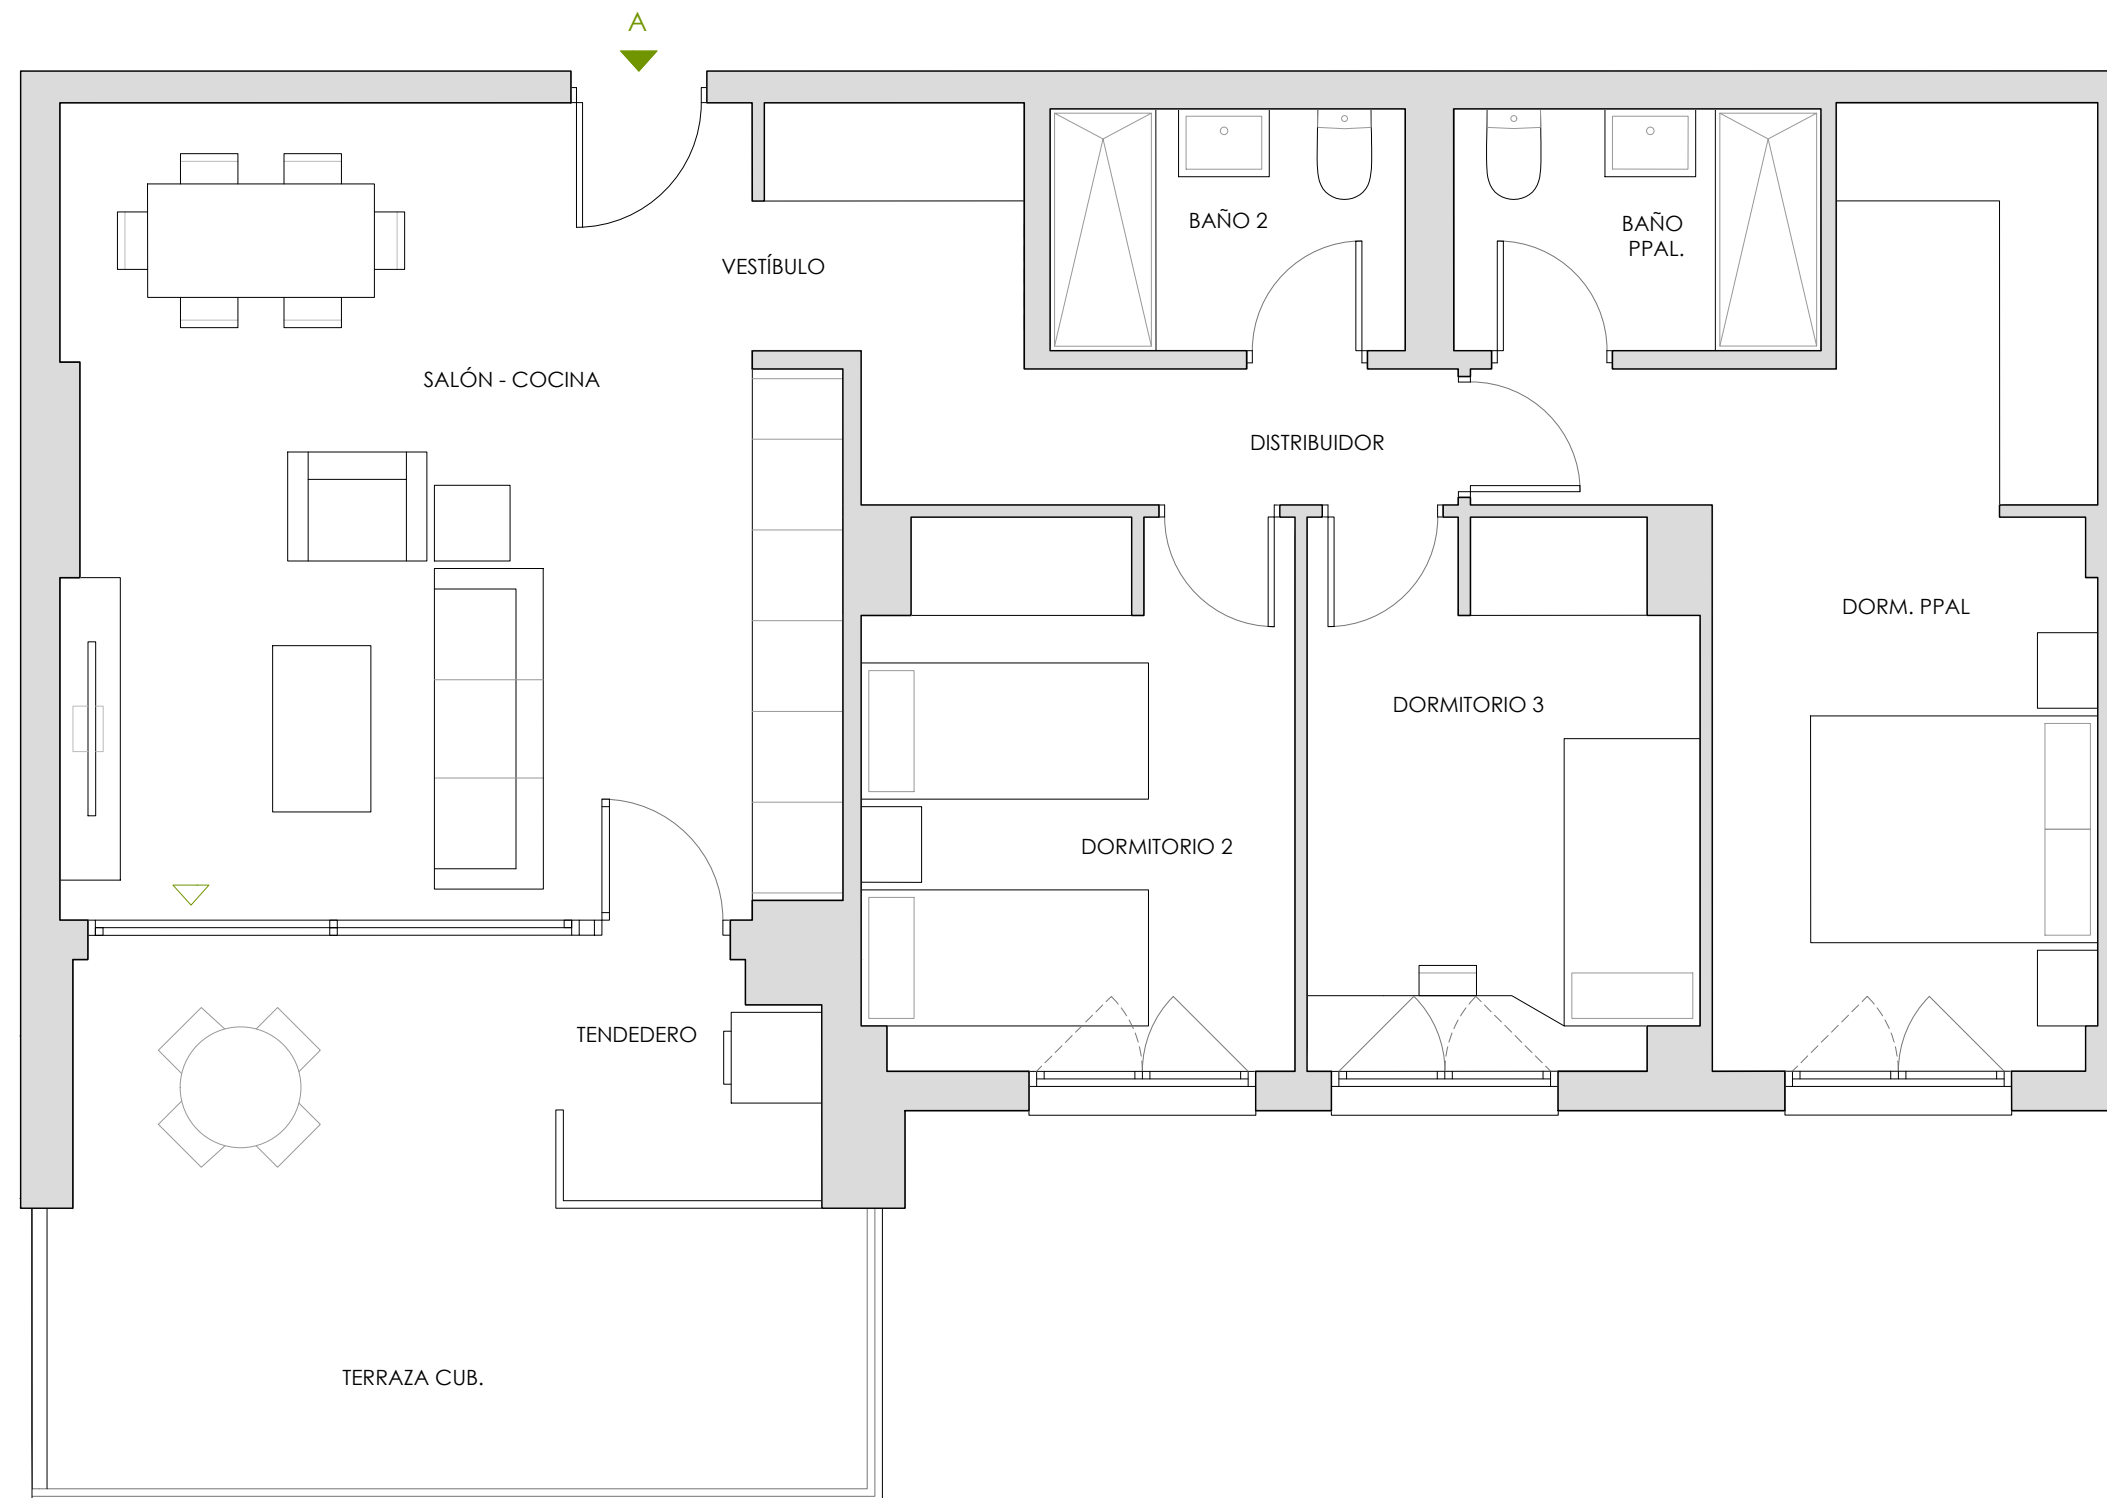 A
BAÑO 2
BAÑO
PPAL.
VESTÍBULO
SALÓN - COCINA
DISTRIBUIDOR
DORM. PPAL
DORMITORIO 3
DORMITORIO 2
TENDEDERO
TERRAZA CUB.